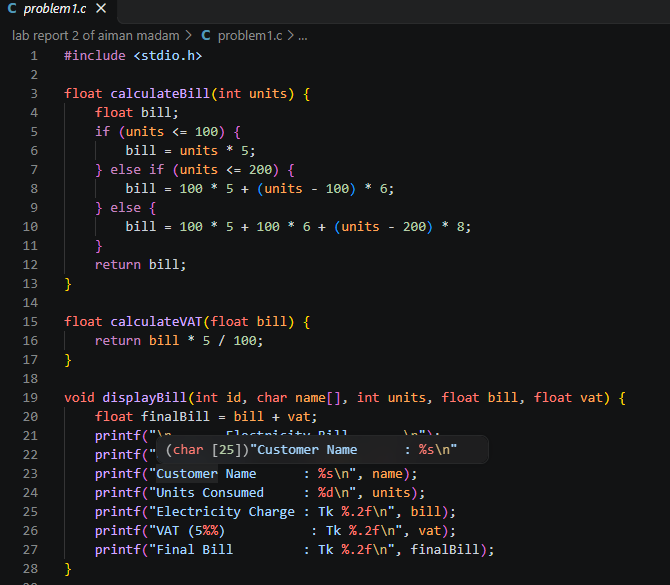 C problem1.c ×
lab report 2 of aiman madam > C problem1.c > ...
1 #include <stdio.h>
2
3 float calculateBill(int units) {
4 float bill;
5 if (units <= 100) {
6 bill = units * 5;
7 } else if (units <= 200) {
8 bill = 100 * 5 + (units - 100) * 6;
9 } else {
10 bill = 100 * 5 + 100 * 6 + (units - 200) * 8;
11 }
12 return bill;
13 }
14
15 float calculateVAT(float bill) {
16 return bill * 5 / 100;
17 }
18
19 void displayBill(int id, char name[], int units, float bill, float vat) {
20 float finalBill = bill + vat;
21 printf("\n Electricity Bill \n");
(char [25])"Customer Name : %s\n"
22 printf("
23 printf("Customer Name : %s\n", name);
24 printf("Units Consumed : %d\n", units);
25 printf("Electricity Charge : Tk %.2f\n", bill);
26 printf("VAT (5%%) : Tk %.2f\n", vat);
27 printf("Final Bill : Tk %.2f\n", finalBill);
28 }